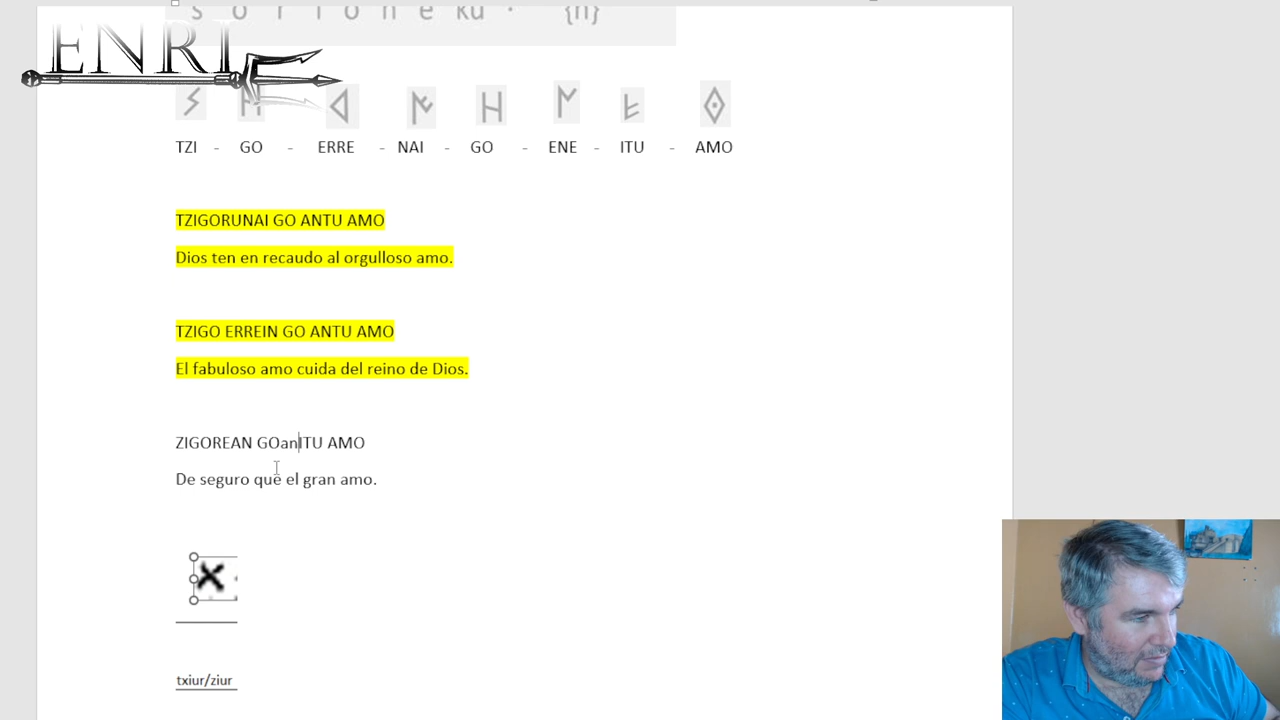 s o r i o n e ku · {n}
ENRI
TZI - GO - ERRE - NAI - GO - ENE - ITU - AMO
TZIGORUNAI GO ANTU AMO
Dios ten en recaudo al orgulloso amo.
TZIGO ERREIN GO ANTU AMO
El fabuloso amo cuida del reino de Dios.
ZIGOREAN GOanITU AMO
De seguro que el gran amo.
txiur/ziur